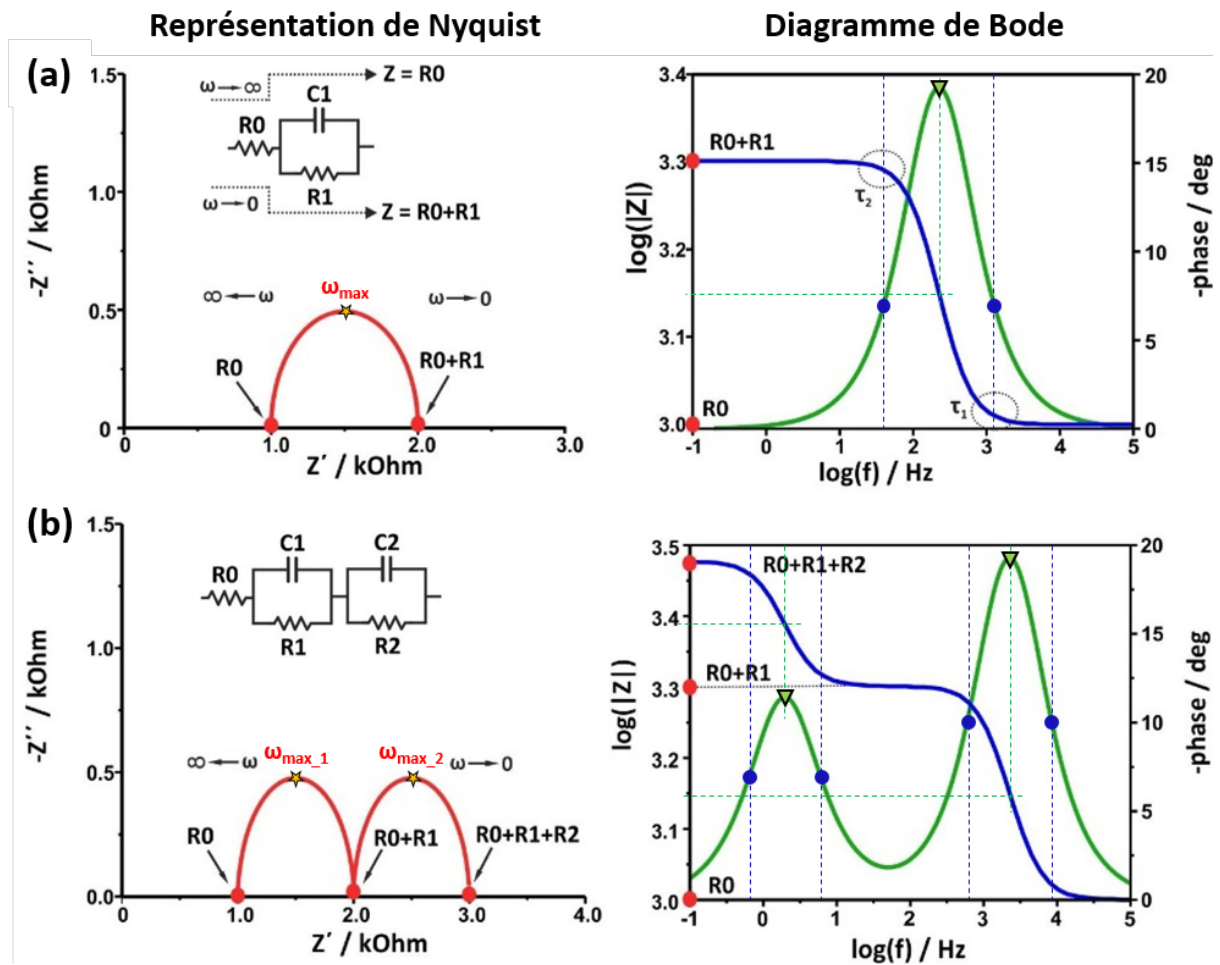 Représentation de Nyquist
Diagramme de Bode
(a)
1.5
1.0
0.5
0
-Z´´ / kOhm
ω→∞
Z = R0
C1
R0
R1
ω→0
Z = R0+R1
∞←ω
ωmax
ω→0
R0
R0+R1
0
1.0
2.0
3.0
Z´ / kOhm
3.4
3.3
3.2
3.1
3.0
log(|Z|)
R0+R1
τ2
τ1
R0
20
15
10
5
0
-phase / deg
-1
0
1
2
3
4
5
log(f) / Hz
(b)
1.5
1.0
0.5
0.0
-Z´´ / kOhm
C1
C2
R0
R1
R2
∞←ω
ωmax_1
ωmax_2
ω→0
R0
R0+R1
R0+R1+R2
0
1.0
2.0
3.0
4.0
Z´ / kOhm
3.5
3.4
3.3
3.2
3.1
3.0
log(|Z|)
R0+R1+R2
R0+R1
R0
20
15
10
5
0
-phase / deg
-1
0
1
2
3
4
5
log(f) / Hz